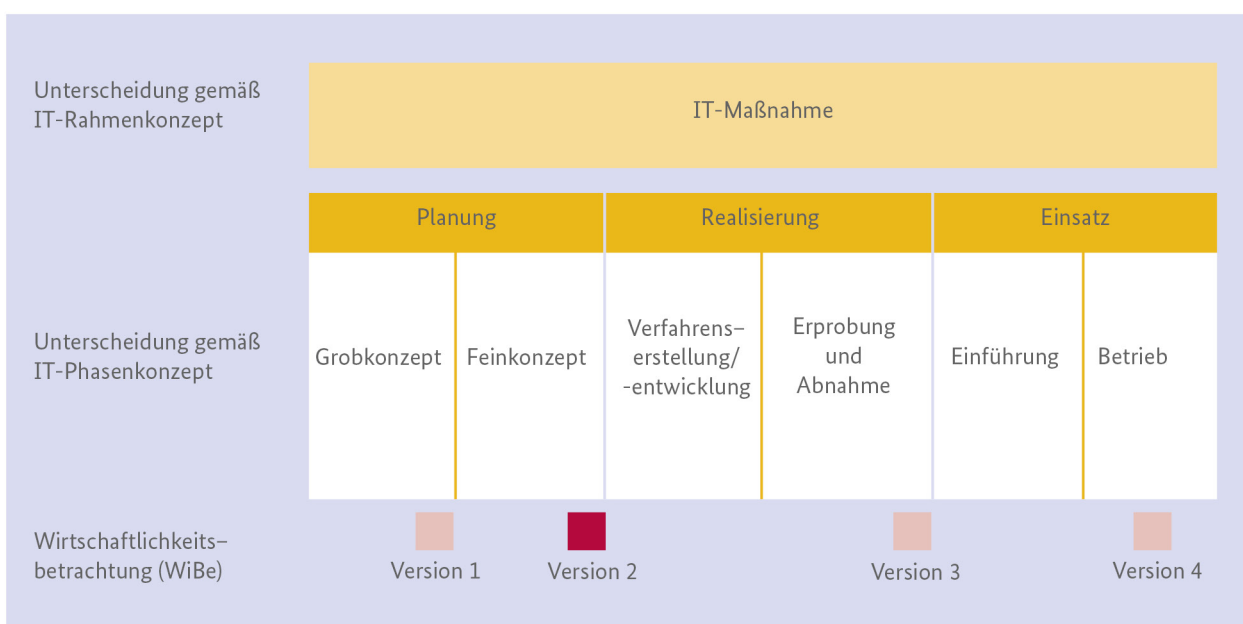 Unterscheidung gemäß
IT-Rahmenkonzept
IT-Maßnahme
Planung
Realisierung
Einsatz
Unterscheidung gemäß
IT-Phasenkonzept
Grobkonzept
Feinkonzept
Verfahrens–
erstellung/
-entwicklung
Erprobung
und
Abnahme
Einführung
Betrieb
Wirtschaftlichkeits–
betrachtung (WiBe)
Version 1
Version 2
Version 3
Version 4